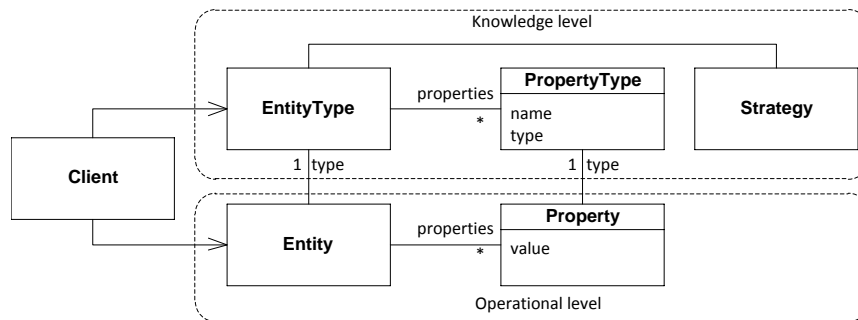 Knowledge level
EntityType
properties
*
PropertyType
name
type
Strategy
Client
1 type
1 type
Entity
properties
*
Property
value
Operational level